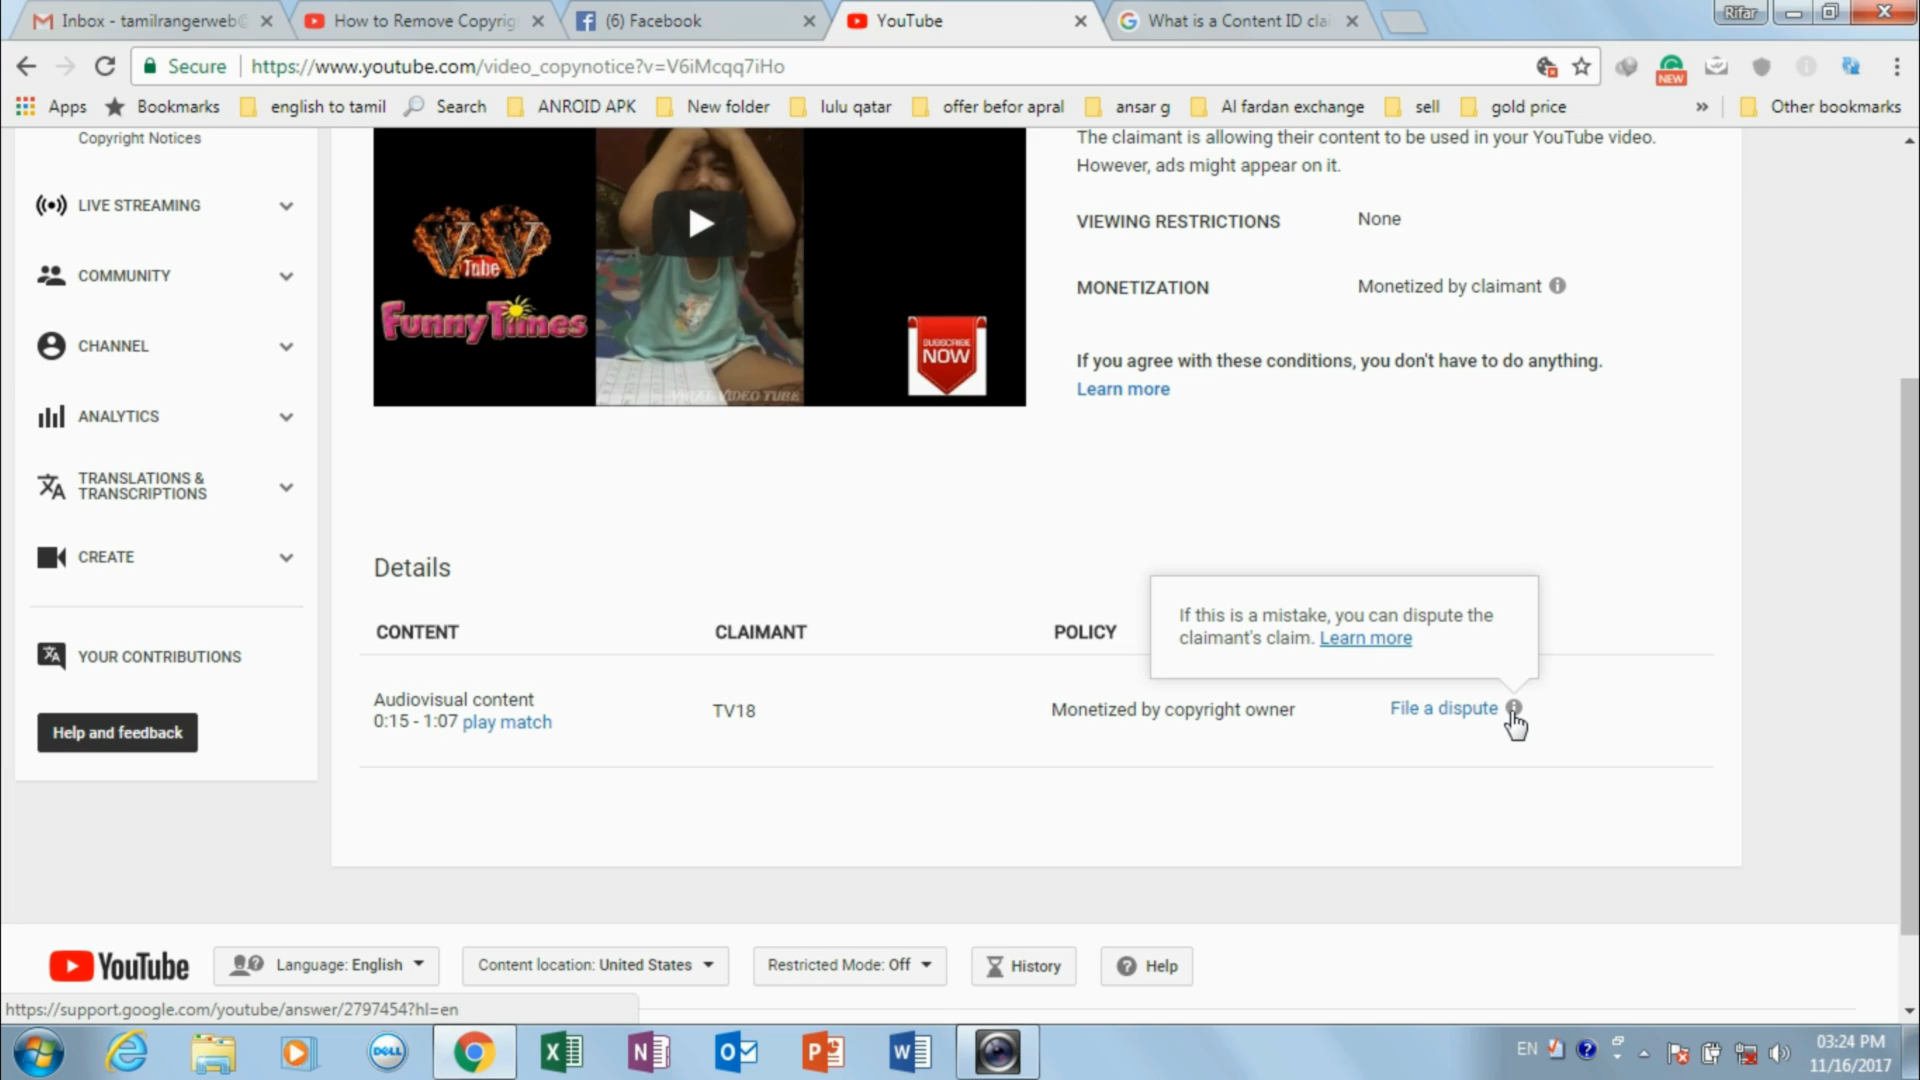 Inbox - tamilrangerweb@
How to Remove Copyrig
(6) Facebook
YouTube
What is a Content ID clai
Rifar
Secure
https://www.youtube.com/video_copynotice?v=V6iMcqq7iHo
NEW
Apps
Bookmarks
english to tamil
Search
ANROID APK
New folder
lulu qatar
offer befor apral
ansar g
Al fardan exchange
sell
gold price
»
Other bookmarks
Copyright Notices
LIVE STREAMING
COMMUNITY
CHANNEL
ANALYTICS
TRANSLATIONS &
TRANSCRIPTIONS
CREATE
YOUR CONTRIBUTIONS
Help and feedback
Tube
Funny Times
SUBSCRIBE
NOW
VIRAL VIDEO TUBE
The claimant is allowing their content to be used in your YouTube video.
However, ads might appear on it.
VIEWING RESTRICTIONS None
MONETIZATION Monetized by claimant
If you agree with these conditions, you don't have to do anything.
Learn more
Details
CONTENT CLAIMANT POLICY
If this is a mistake, you can dispute the
claimant's claim. Learn more
Audiovisual content
0:15 - 1:07 play match
TV18
Monetized by copyright owner
File a dispute
YouTube
Language: English
Content location: United States
Restricted Mode: Off
History
Help
https://support.google.com/youtube/answer/2797454?hl=en
DELL
EN
03:24 PM
11/16/2017